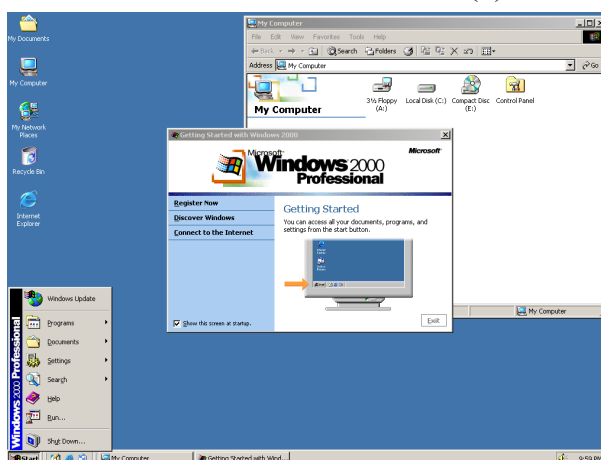 My Documents
My Computer
My Network
Places
Recycle Bin
Internet
Explorer
My Computer
File Edit View Favorites Tools Help
Back
Search
Folders
Address
My Computer
Go
My Computer
3½ Floppy
(A:)
Local Disk (C:)
Compact Disc
(E:)
Control Panel
My Computer
Getting Started with Windows 2000
Microsoft
Windows 2000
Professional
Microsoft
Register Now
Discover Windows
Connect to the Internet
Getting Started
You can access all your documents, programs, and
settings from the start button.
Show this screen at startup.
Exit
Windows 2000 Professional
Windows Update
Programs
Documents
Settings
Search
Help
Run...
Shut Down...
Start
My Computer
Getting Started with Wind...
9:59 PM